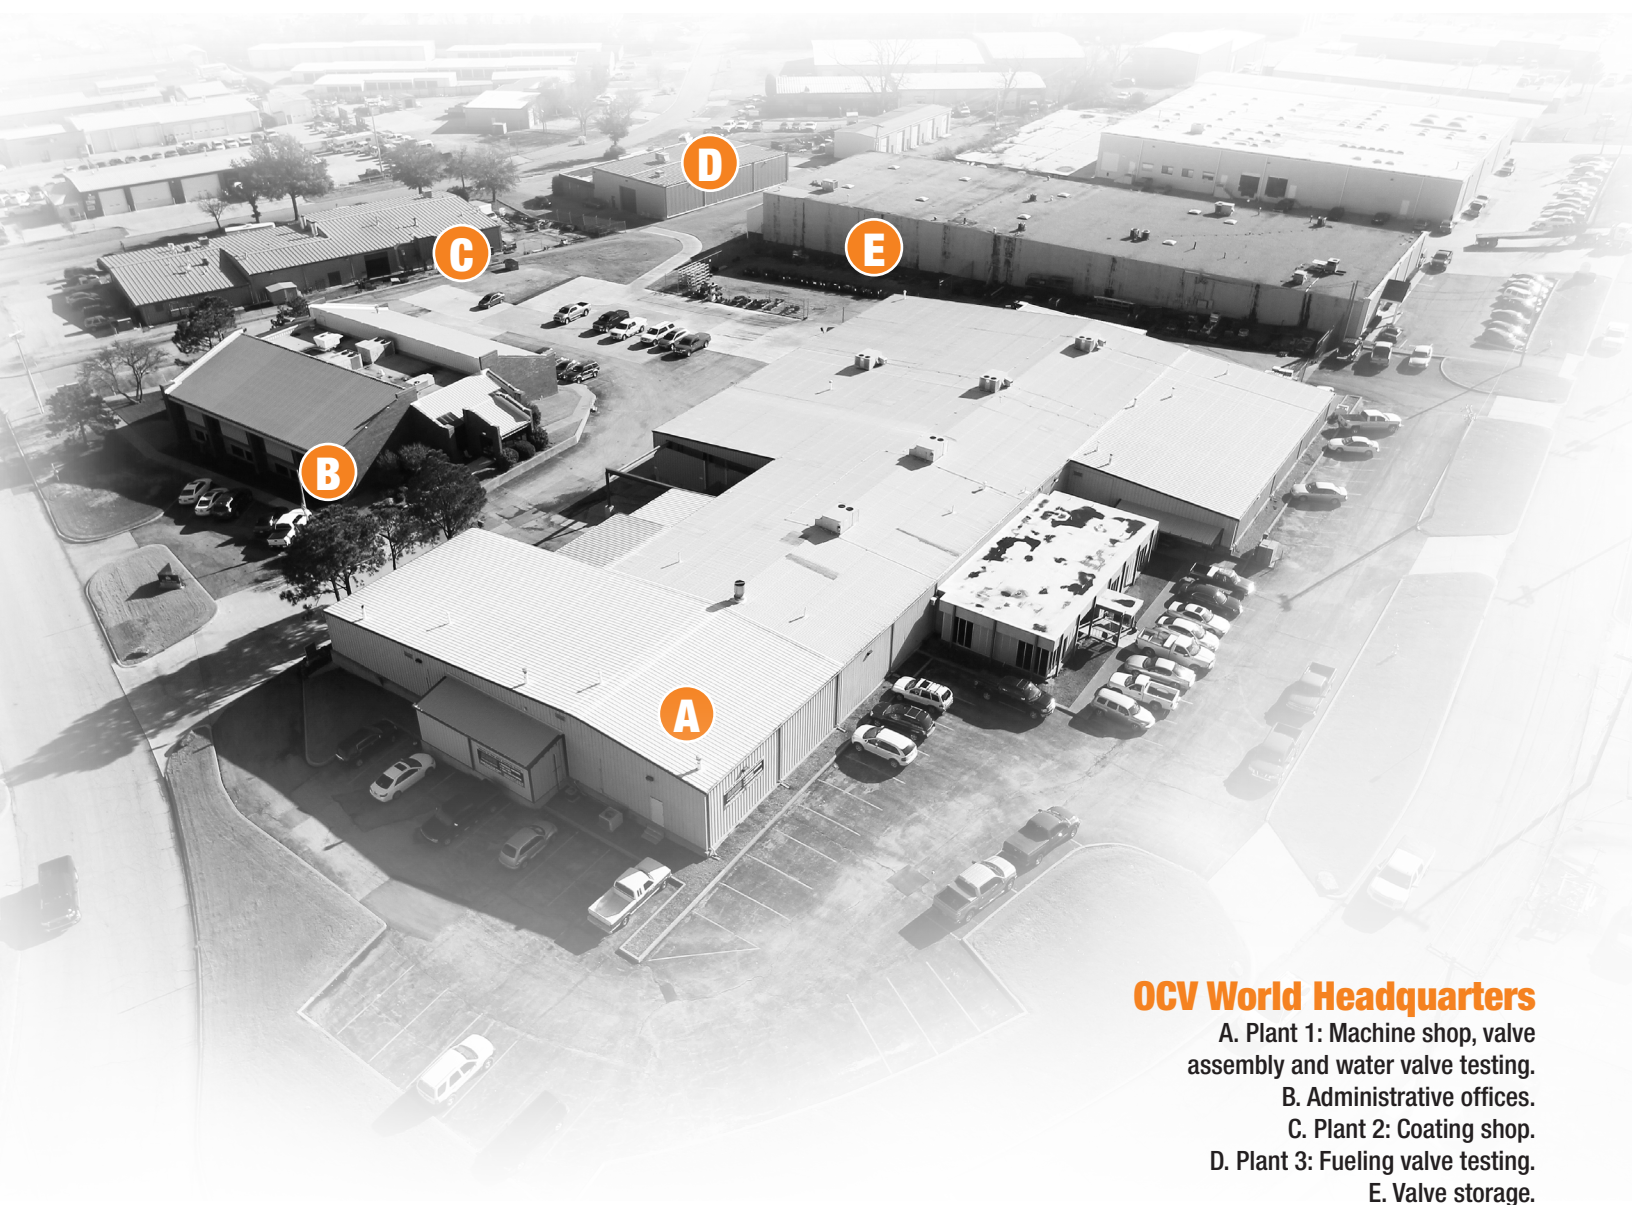 D
E
C
B
A
OCV World Headquarters
A. Plant 1: Machine shop, valve
assembly and water valve testing.
B. Administrative offices.
C. Plant 2: Coating shop.
D. Plant 3: Fueling valve testing.
E. Valve storage.